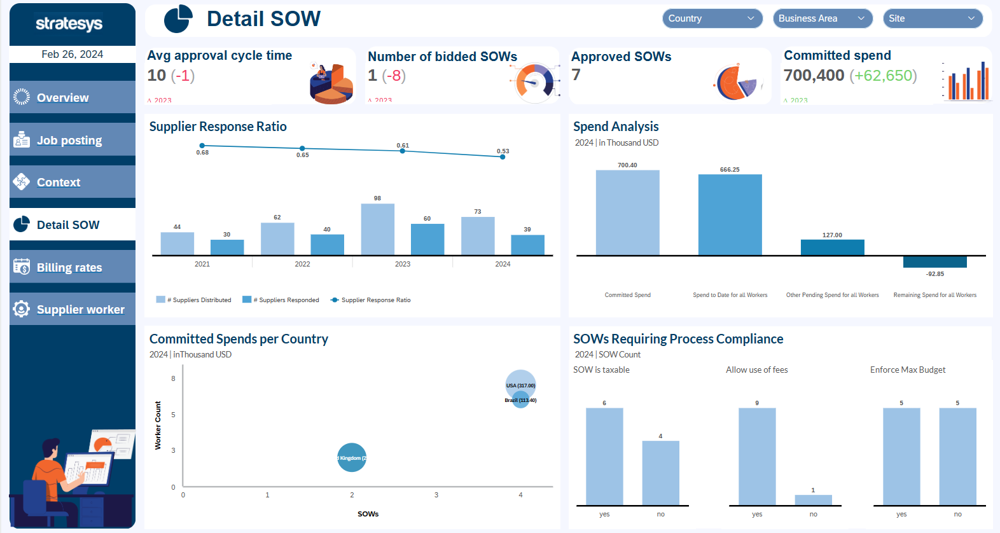 stratesys
Feb 26, 2024
Overview
Job posting
Context
Detail SOW
Billing rates
Supplier worker
Detail SOW
Country
Business Area
Site
Avg approval cycle time
10 (-1)
Δ 2023
Number of bidded SOWs
1 (-8)
Δ 2023
Approved SOWs
7
Committed spend
700,400 (+62,650)
Δ 2023
Supplier Response Ratio
0.68
0.65
0.61
0.53
44
30
62
40
98
60
73
39
2021
2022
2023
2024
# Suppliers Distributed
# Suppliers Responded
Supplier Response Ratio
Spend Analysis
2024 | in Thousand USD
700.40
666.25
127.00
-92.85
Committed Spend
Spend to Date for all Workers
Other Pending Spend for all Workers
Remaining Spend for all Workers
Committed Spends per Country
2024 | inThousand USD
Worker Count
8
5
3
0
USA (317.00)
Brazil (113.40)
d Kingdom (2
0
1
2
3
4
SOWs
SOWs Requiring Process Compliance
2024 | SOW Count
SOW is taxable
6
4
yes
no
Allow use of fees
9
1
yes
no
Enforce Max Budget
5
5
yes
no